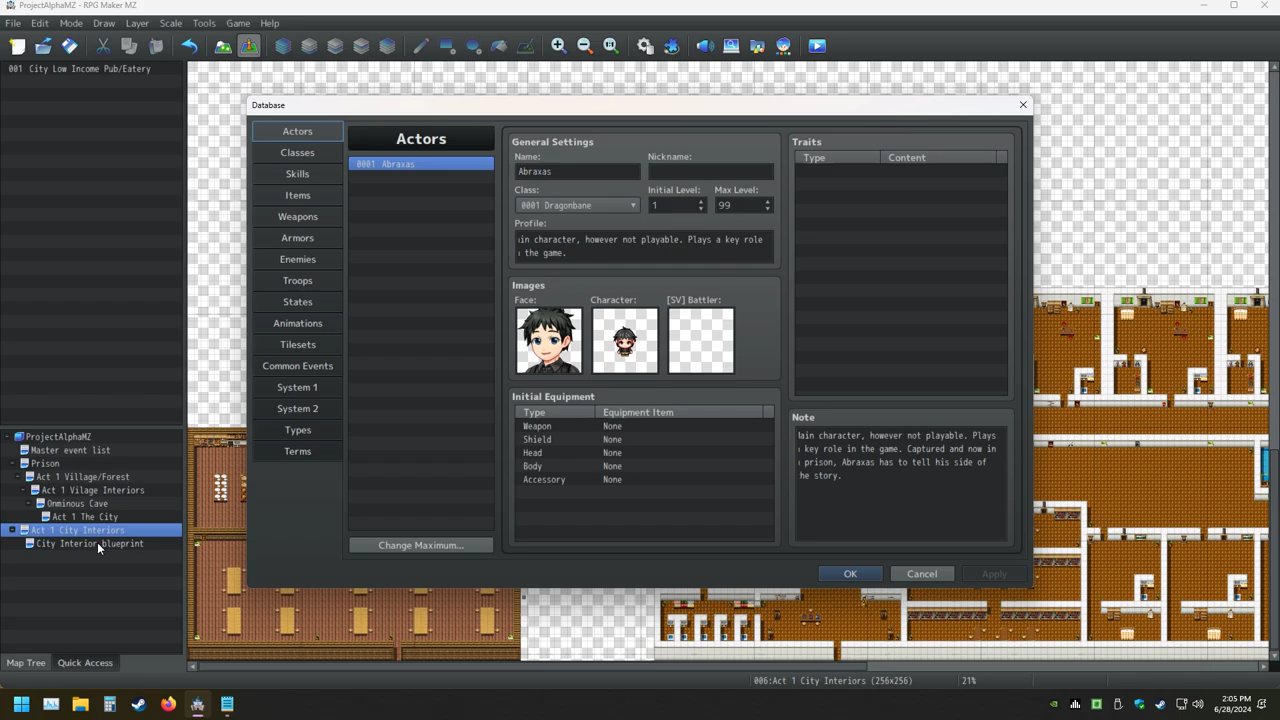 ProjectAlphaMZ - RPG Maker MZ
File Edit Mode Draw Layer Scale Tools Game Help
001 City Low Income Pub/Eatery
ProjectAlphaMZ
Master event list
Prison
Act 1 Village/Forest
Act 1 Vilage Interiors
Onminous Cave
Act 1 The City
Act 1 City Interiors
City Interior blueprint
Map Tree Quick Access
Database
Actors
Classes
Skills
Items
Weapons
Armors
Enemies
Troops
States
Animations
Tilesets
Common Events
System 1
System 2
Types
Terms
Actors
0001 Abraxas
Change Maximum...
General Settings
Name: Nickname:
Abraxas
Class: Initial Level: Max Level:
0001 Dragonbane 1 99
Profile:
ain character, however not playable. Plays a key role
the game.
Images
Face: Character: [SV] Battler:
Initial Equipment
Type Equipment Item
Weapon None
Shield None
Head None
Body None
Accessory None
Traits
Type Content
Note
ain character, however not playable. Plays
key role in the game. Captured and now in
prison, Abraxas has to tell his side of
he story.
OK Cancel Apply
006:Act 1 City Interiors (256x256) 21%
2:05 PM
6/28/2024